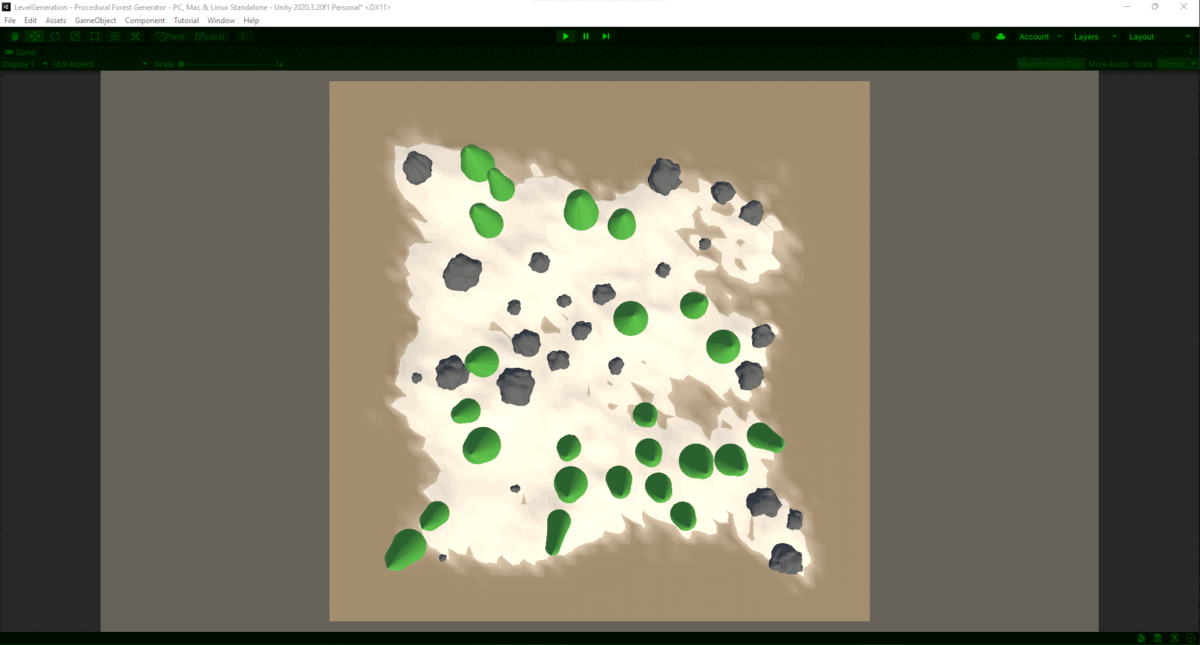 LevelGeneration - Procedural Forest Generator - PC, Mac & Linux Standalone - Unity 2020.3.20f1 Personal* <DX11>
File Edit Assets GameObject Component Tutorial Window Help
Pivot Local Account Layers Layout
Game
Display 1 16:9 Aspect Scale 1x Maximize On Play Mute Audio Stats Gizmos